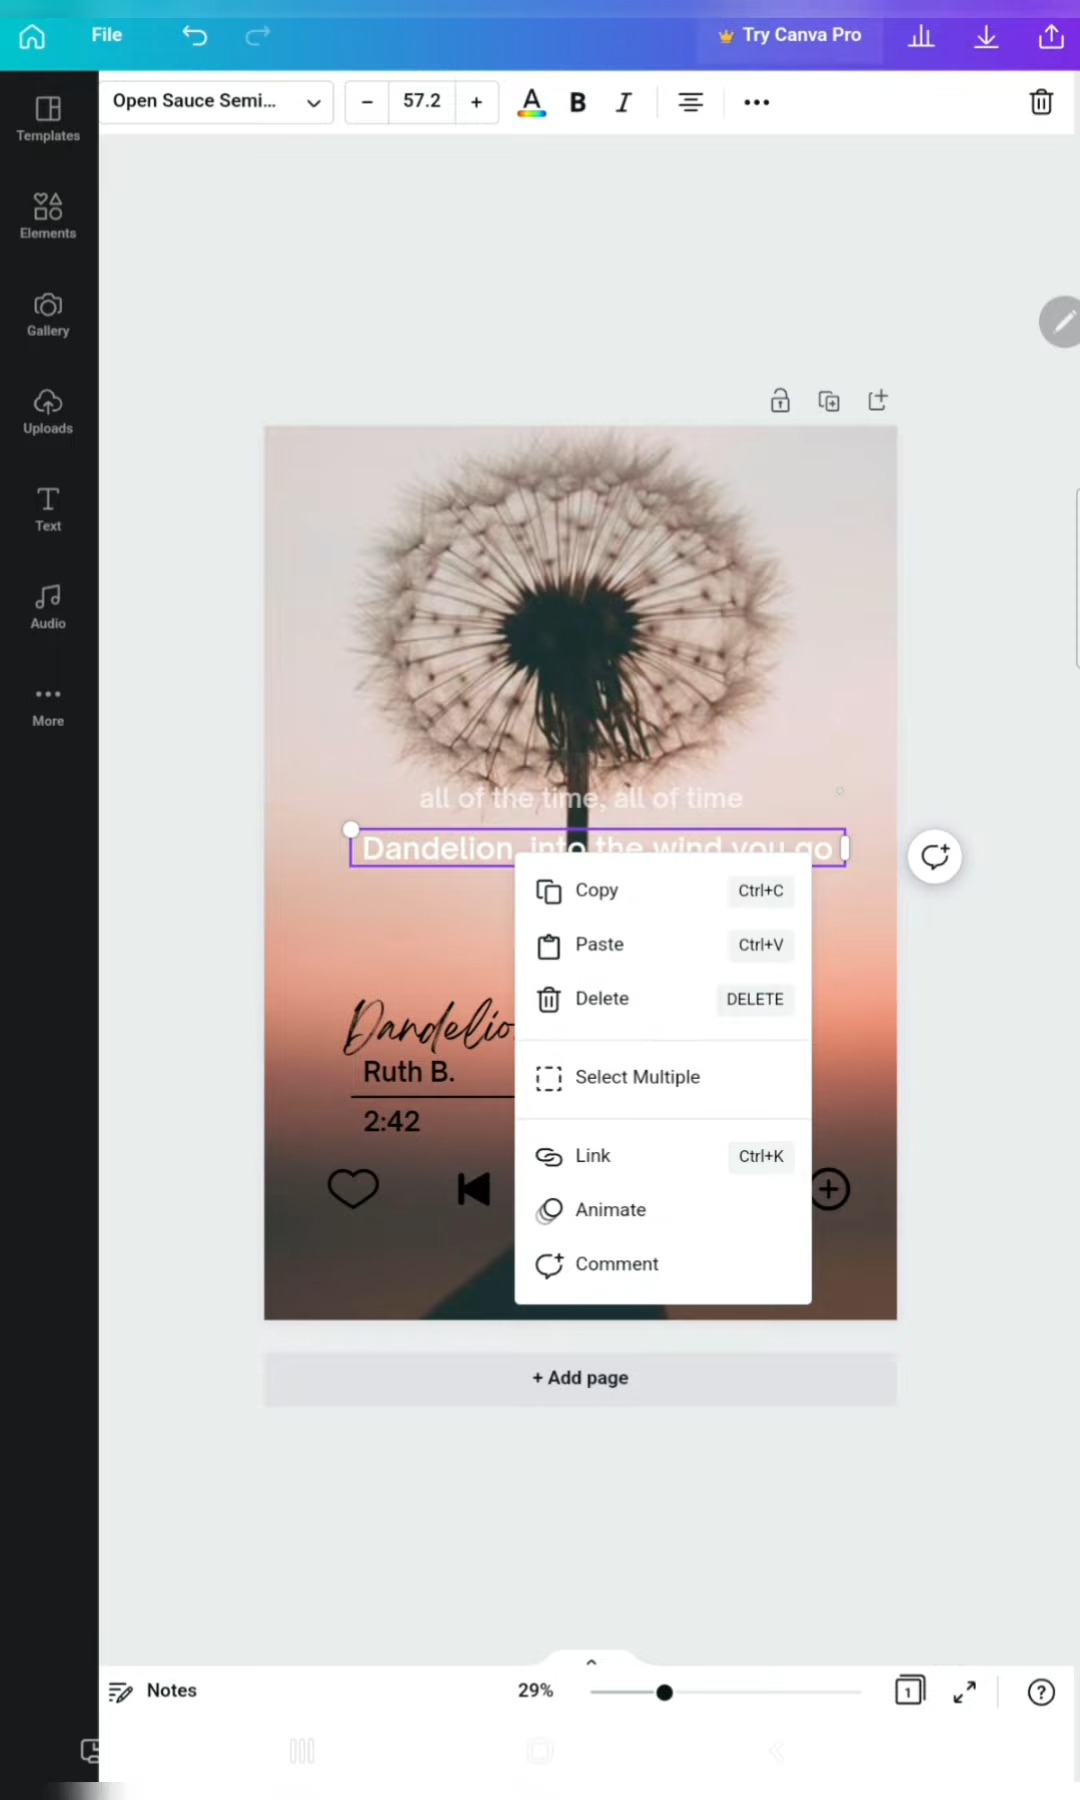 File
Try Canva Pro
Open Sauce Semi...
–
57.2
+
A
B
I
Templates
Elements
Gallery
Uploads
Text
Audio
More
all of the time, all of time
Dandelion, into the wind you go
Copy
Ctrl+C
Paste
Ctrl+V
Delete
DELETE
Select Multiple
Link
Ctrl+K
Animate
Comment
Dandelio
Ruth B.
2:42
+ Add page
Notes
29%
1
?